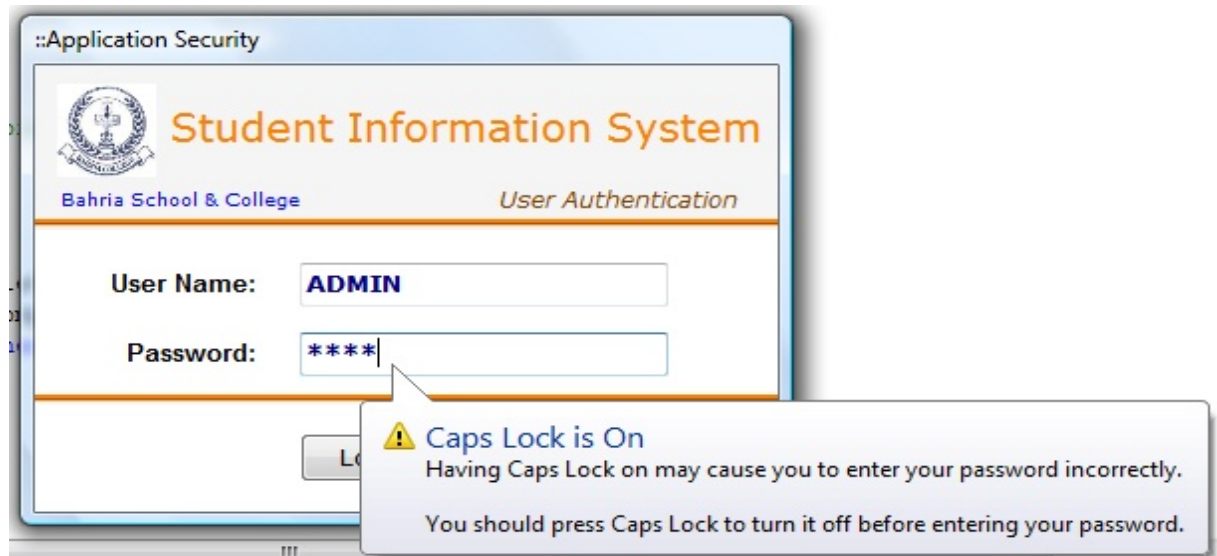 ::Application Security
Student Information System
Bahria School & College
User Authentication
User Name: ADMIN
Password: ****
Caps Lock is On
Having Caps Lock on may cause you to enter your password incorrectly.
You should press Caps Lock to turn it off before entering your password.